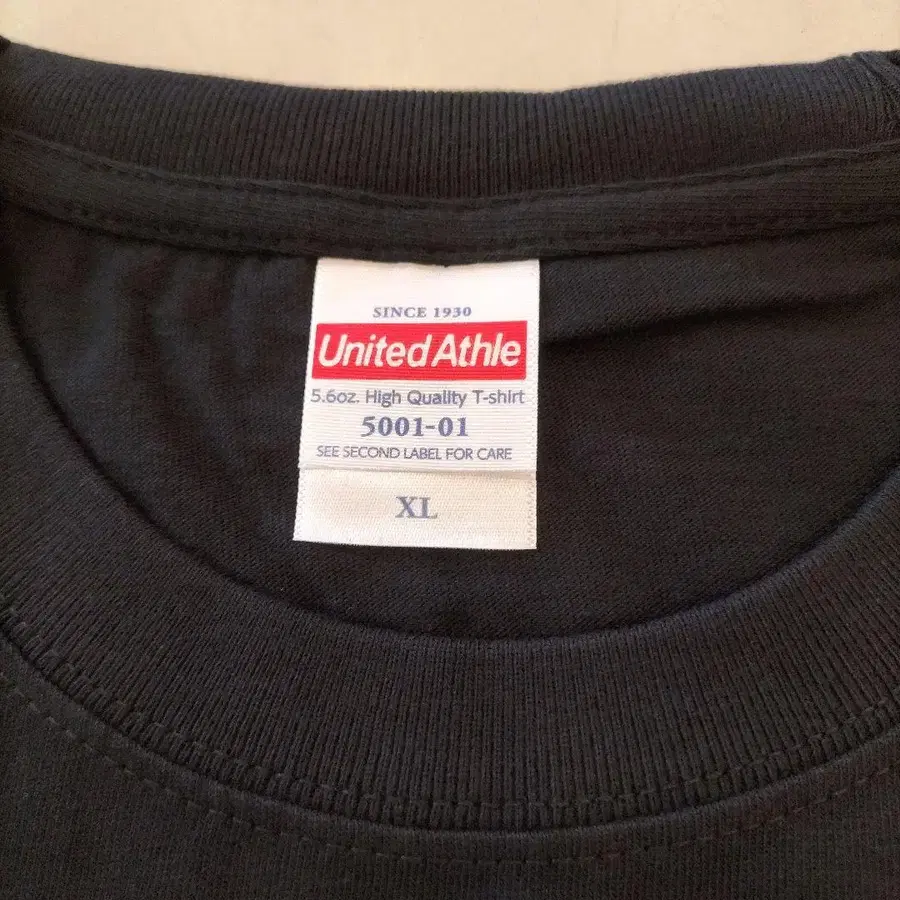 SINCE 1930
United Athle
5.6oz. High Quality T-shirt
5001-01
SEE SECOND LABEL FOR CARE
XL